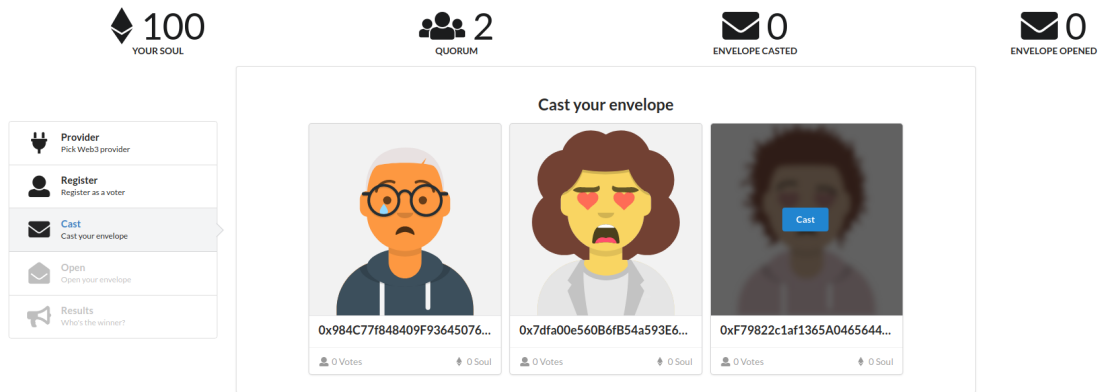 100
YOUR SOUL
2
QUORUM
0
ENVELOPE CASTED
0
ENVELOPE OPENED
Provider
Pick Web3 provider
Register
Register as a voter
Cast
Cast your envelope
Open
Open your envelope
Results
Who's the winner?
Cast your envelope
Cast
0x984C77f848409F93645076...
0x7dfa00e560B6fB54a593E6...
0xF79822c1af1365A0465644...
0 Votes
0 Soul
0 Votes
0 Soul
0 Votes
0 Soul